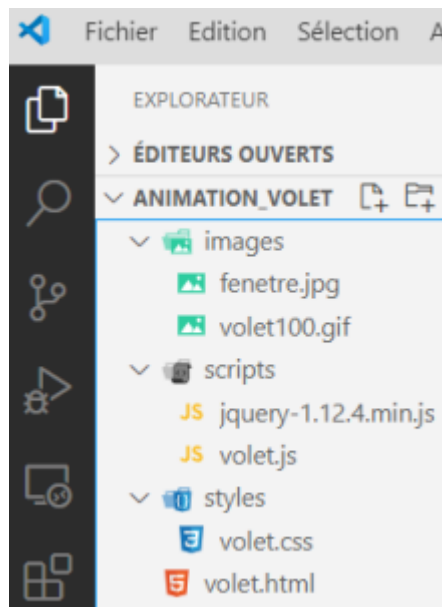 Fichier Edition Sélection A
EXPLORATEUR
ÉDITEURS OUVERTS
ANIMATION_VOLET
images
fenetre.jpg
volet100.gif
scripts
JS jquery-1.12.4.min.js
JS volet.js
styles
volet.css
volet.html